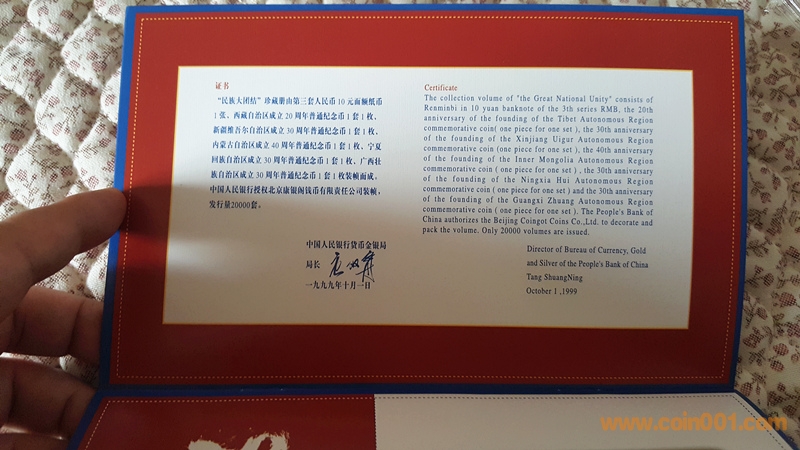 证书
“民族大团结”珍藏册由第三套人民币10元面额纸币
1张、西藏自治区成立20周年普通纪念币1套1枚、
新疆维吾尔自治区成立30周年普通纪念币1套1枚、
内蒙古自治区成立40周年普通纪念币1套1枚、宁夏
回族自治区成立30周年普通纪念币1套1枚、广西壮
族自治区成立30周年普通纪念币1套1枚装帧而成。
中国人民银行授权北京康银阁钱币有限责任公司装帧，
发行量20000套。
中国人民银行货币金银局
局长
一九九九年十月一日
Certificate
The collection volume of "the Great National Unity" consists of
Renminbi in 10 yuan banknote of the 3th series RMB, the 20th
anniversary of the founding of the Tibet Autonomous Region
commemorative coin( one piece for one set ), the 30th anniversary
of the founding of the Xinjiang Uigur Autonomous Region
commemorative coin( one piece for one set ), the 40th anniversary
of the founding of the Inner Mongolia Autonomous Region
commemorative coin( one piece for one set ) , the 30th anniversary
of the founding of the Ningxia Hui Autonomous Region
commemorative coin ( one piece for one set ) and the 30th anniversary
of the founding of the Guangxi Zhuang Autonomous Region
commemorative coin( one piece for one set ). The People's Bank of
China authorizes the Beijing Coingot Coins Co.,Ltd. to decorate and
pack the volume. Only 20000 volumes are issued.
Director of Bureau of Currency, Gold
and Silver of the People's Bank of China
Tang ShuangNing
October 1 ,1999
www.coin001.com